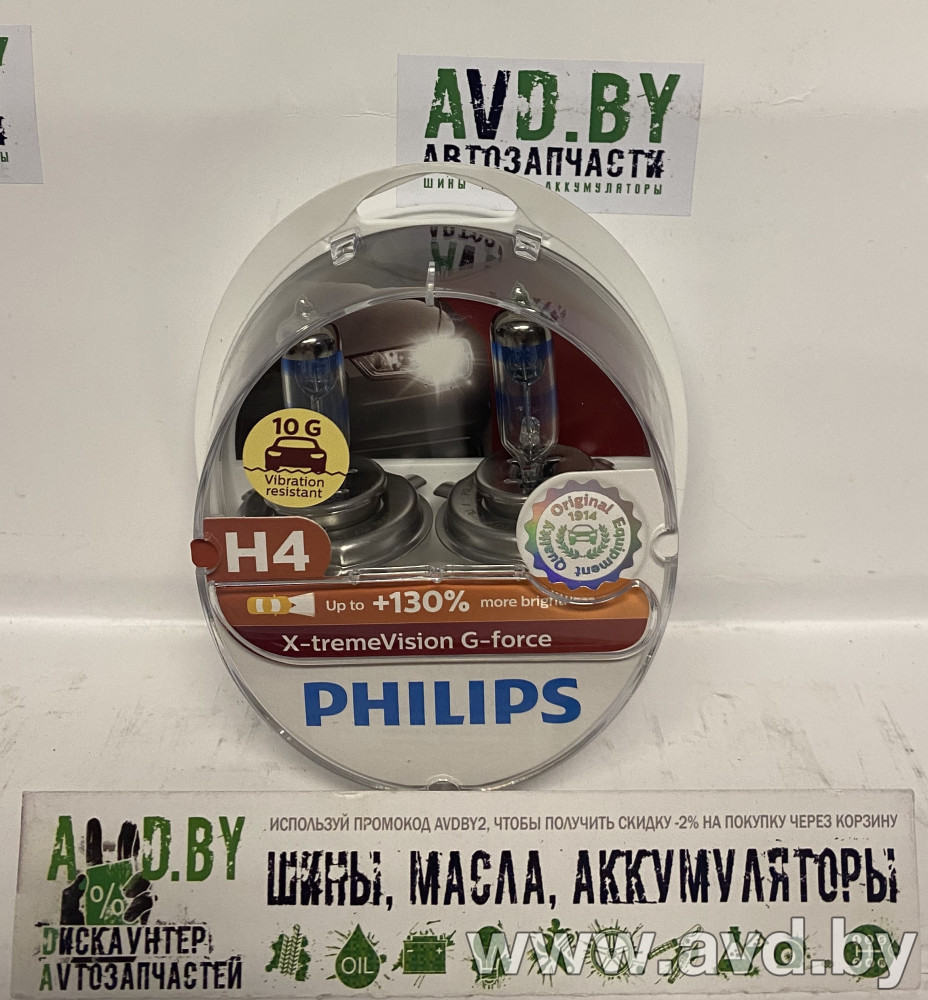 AVD.BY
АВТОЗАПЧАСТИ
ШИНЫ АККУМУЛЯТОРЫ
10 G
Vibration
resistant
Original
Equipment
Quality
1914
H4
Up to +130% more
X-tremeVision G-force
PHILIPS
AVD.BY
%
ДИСКАУНТЕР
АVТОЗАПЧАСТЕЙ
ИСПОЛЬЗУЙ ПРОМОКОД AVDBY2, ЧТОБЫ ПОЛУЧИТЬ СКИДКУ -2% НА ПОКУПКУ ЧЕРЕЗ КОРЗИНУ
ШИНЫ, МАСЛА, АККУМУЛЯТОРЫ
OIL
www.avd.by